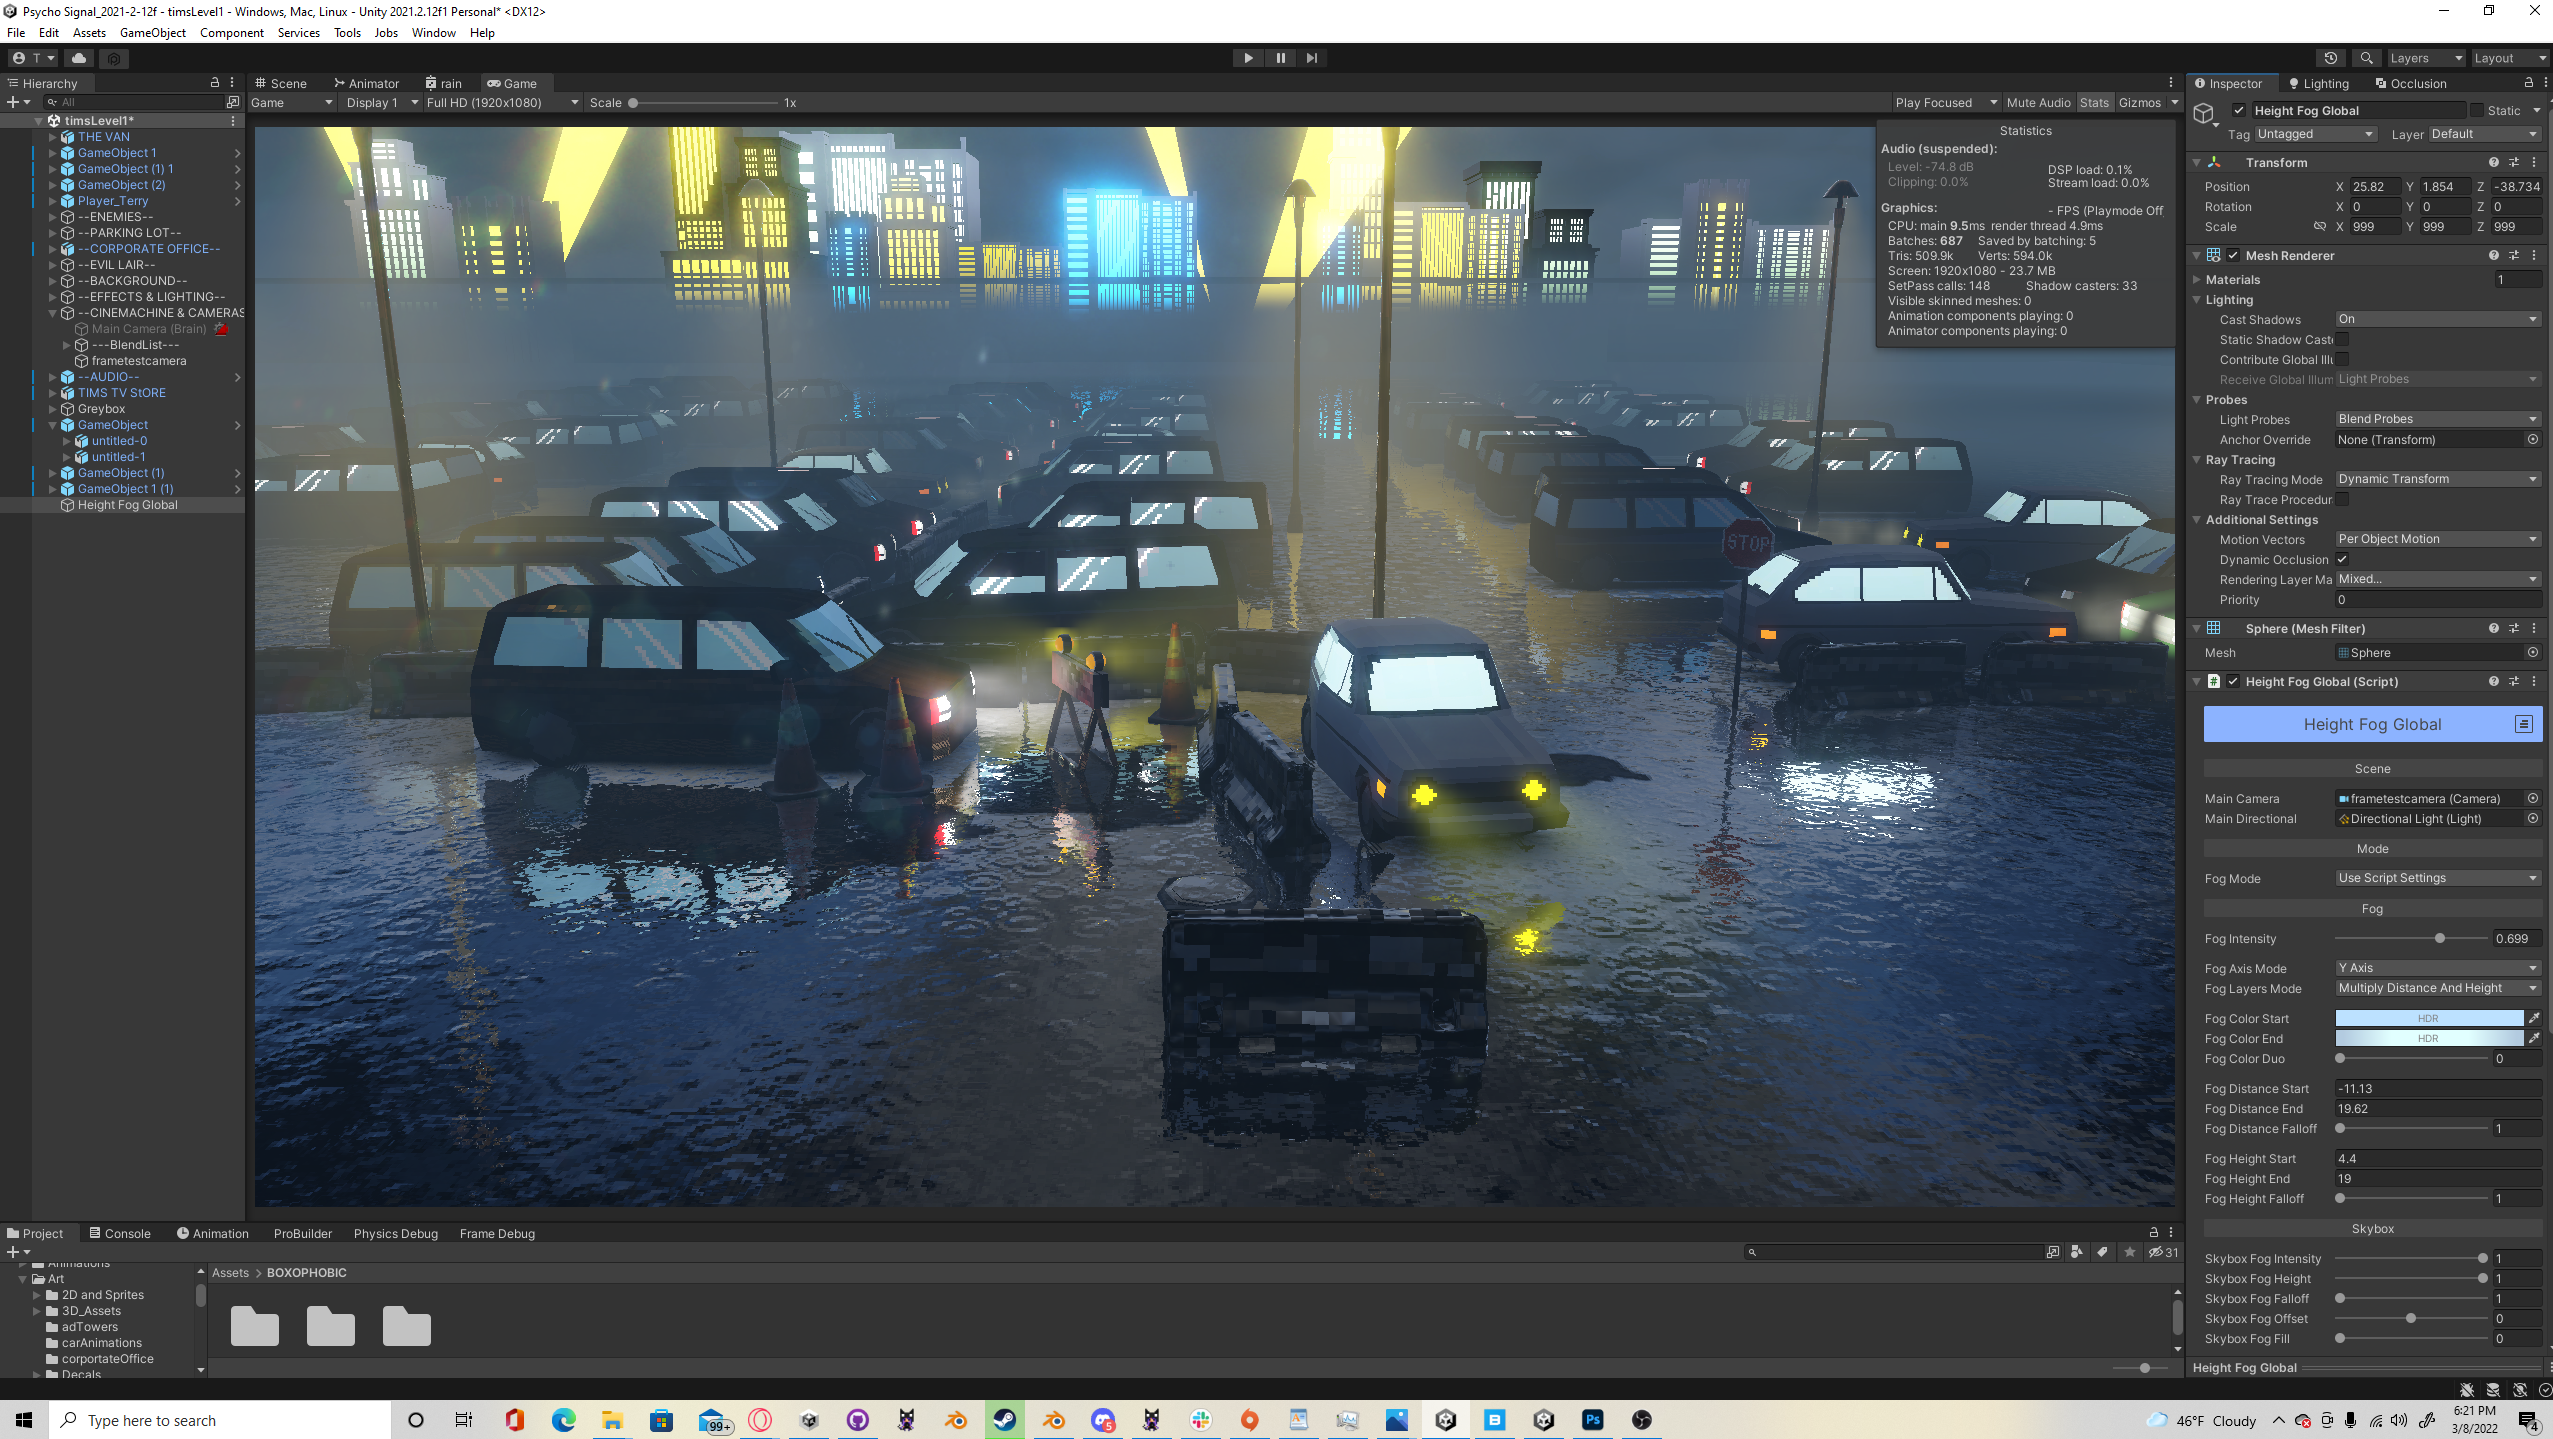 Psycho Signal_2021-2-12f - timsLevel1 - Windows, Mac, Linux - Unity 2021.2.12f1 Personal* <DX12>
File Edit Assets GameObject Component Services Tools Jobs Window Help
T Layers Layout
Hierarchy
All
timsLevel1*
THE VAN
GameObject 1
GameObject (1) 1
GameObject (2)
Player_Terry
--ENEMIES--
--PARKING LOT--
--CORPORATE OFFICE--
--EVIL LAIR--
--BACKGROUND--
--EFFECTS & LIGHTING--
--CINEMACHINE & CAMERAS
Main Camera (Brain)
---BlendList---
frametestcamera
--AUDIO--
TIMS TV StORE
Greybox
GameObject
untitled-0
untitled-1
GameObject (1)
GameObject 1 (1)
Height Fog Global
Scene Animator rain Game
Game Display 1 Full HD (1920x1080) Scale 1x Play Focused Mute Audio Stats Gizmos
Statistics
Audio (suspended):
Level: -74.8 dB DSP load: 0.1%
Clipping: 0.0% Stream load: 0.0%
Graphics: - FPS (Playmode Off
CPU: main 9.5ms render thread 4.9ms
Batches: 687 Saved by batching: 5
Tris: 509.9k Verts: 594.0k
Screen: 1920x1080 - 23.7 MB
SetPass calls: 148 Shadow casters: 33
Visible skinned meshes: 0
Animation components playing: 0
Animator components playing: 0
STOP
Inspector Lighting Occlusion
Height Fog Global Static
Tag Untagged Layer Default
Transform
Position X 25.82 Y 1.854 Z -38.734
Rotation X 0 Y 0 Z 0
Scale X 999 Y 999 Z 999
Mesh Renderer
Materials 1
Lighting
Cast Shadows On
Static Shadow Cast
Contribute Global Illu
Receive Global Illum Light Probes
Probes
Light Probes Blend Probes
Anchor Override None (Transform)
Ray Tracing
Ray Tracing Mode Dynamic Transform
Ray Trace Procedur
Additional Settings
Motion Vectors Per Object Motion
Dynamic Occlusion
Rendering Layer Ma Mixed...
Priority 0
Sphere (Mesh Filter)
Mesh Sphere
Height Fog Global (Script)
Height Fog Global
Scene
Main Camera frametestcamera (Camera)
Main Directional Directional Light (Light)
Mode
Fog Mode Use Script Settings
Fog
Fog Intensity 0.699
Fog Axis Mode Y Axis
Fog Layers Mode Multiply Distance And Height
Fog Color Start HDR
Fog Color End HDR
Fog Color Duo 0
Fog Distance Start -11.13
Fog Distance End 19.62
Fog Distance Falloff 1
Fog Height Start 4.4
Fog Height End 19
Fog Height Falloff 1
Skybox
Skybox Fog Intensity 1
Skybox Fog Height 1
Skybox Fog Falloff 1
Skybox Fog Offset 0
Skybox Fog Fill 0
Height Fog Global
Project Console Animation ProBuilder Physics Debug Frame Debug
31
Animations
Art
2D and Sprites
3D_Assets
adTowers
carAnimations
corportateOffice
Decals
Assets > BOXOPHOBIC
Type here to search
99+
5
Ps
46°F Cloudy
6:21 PM
3/8/2022
4